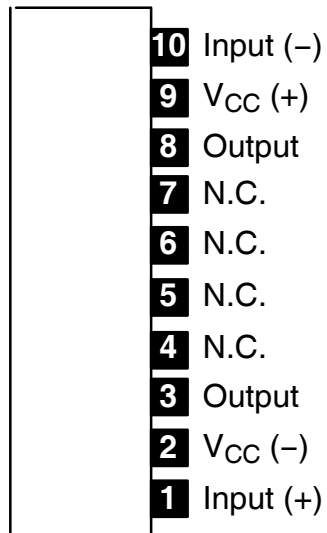 10 Input (−)
9 VCC (+)
8 Output
7 N.C.
6 N.C.
5 N.C.
4 N.C.
3 Output
2 VCC (−)
1 Input (+)